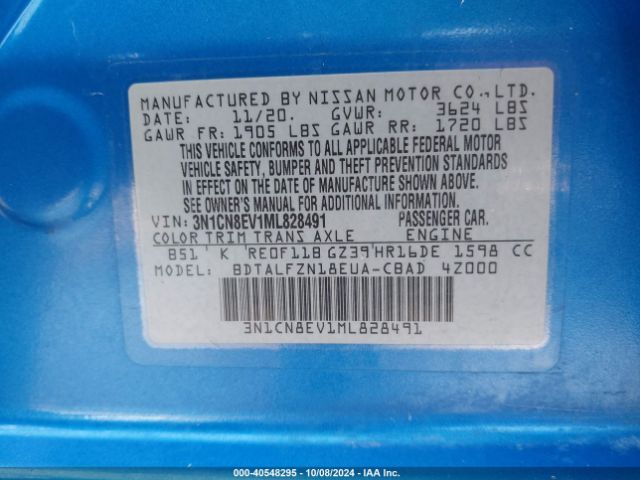 MANUFACTURED BY NISSAN MOTOR CO., LTD.
DATE: 11/20. GVWR: 3624 LBS
GAWR FR: 1905 LBS GAWR RR: 1720 LBS
THIS VEHICLE CONFORMS TO ALL APPLICABLE FEDERAL MOTOR
VEHICLE SAFETY, BUMPER AND THEFT PREVENTION STANDARDS
IN EFFECT ON THE DATE OF MANUFACTURE SHOWN ABOVE.
SEE OWNER'S MANUAL FOR ADDITIONAL INFORMATION.
VIN: 3N1CN8EV1ML828491 PASSENGER CAR.
COLOR TRIM TRANS AXLE ENGINE
B51 K RE0F11B GZ39 HR16DE 1598 CC
MODEL: BDTALFZN18EUA-CBAD 4Z000
3N1CN8EV1ML828491
000-40548295 - 10/08/2024 - IAA Inc.